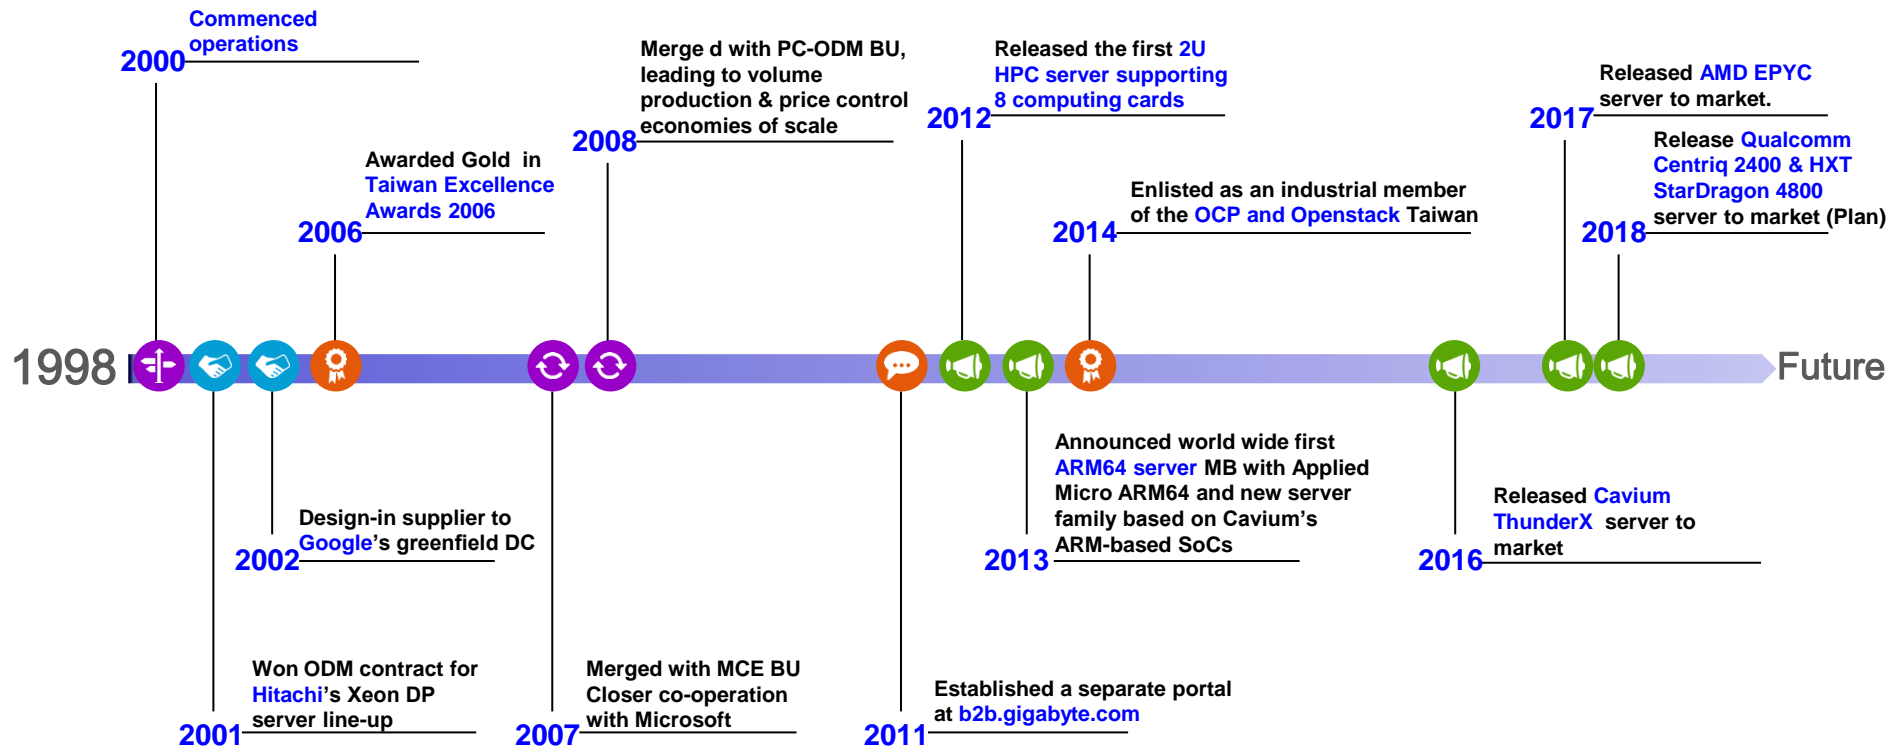 Commenced
operations
2000
Awarded Gold  in
Taiwan Excellence
Awards 2006
2006
Merge d with PC-ODM BU,
leading to volume
production & price control
economies of scale
2008
Released the first 2U
HPC server supporting
8 computing cards
2012
Enlisted as an industrial member
of the OCP and Openstack Taiwan
2014
Released AMD EPYC
server to market.
2017
Release Qualcomm
Centriq 2400 & HXT
StarDragon 4800
server to market (Plan)
2018
1998
Future
Won ODM contract for
Hitachi's Xeon DP
server line-up
2001
Design-in supplier to
Google's greenfield DC
2002
Merged with MCE BU
Closer co-operation
with Microsoft
2007
Established a separate portal
at b2b.gigabyte.com
2011
Announced world wide first
ARM64 server MB with Applied
Micro ARM64 and new server
family based on Cavium's
ARM-based SoCs
2013
Released Cavium
ThunderX  server to
market
2016